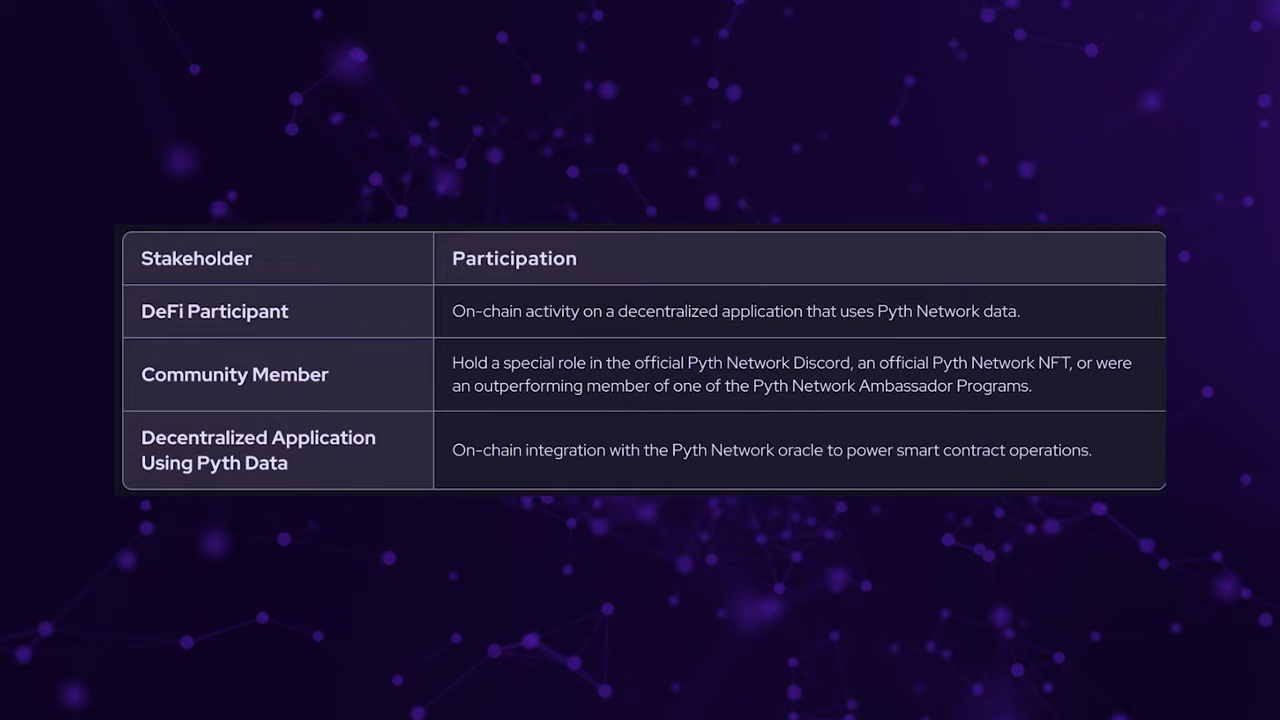 Stakeholder
Participation
DeFi Participant
On-chain activity on a decentralized application that uses Pyth Network data.
Community Member
Hold a special role in the official Pyth Network Discord, an official Pyth Network NFT, or were
an outperforming member of one of the Pyth Network Ambassador Programs.
Decentralized Application
Using Pyth Data
On-chain integration with the Pyth Network oracle to power smart contract operations.